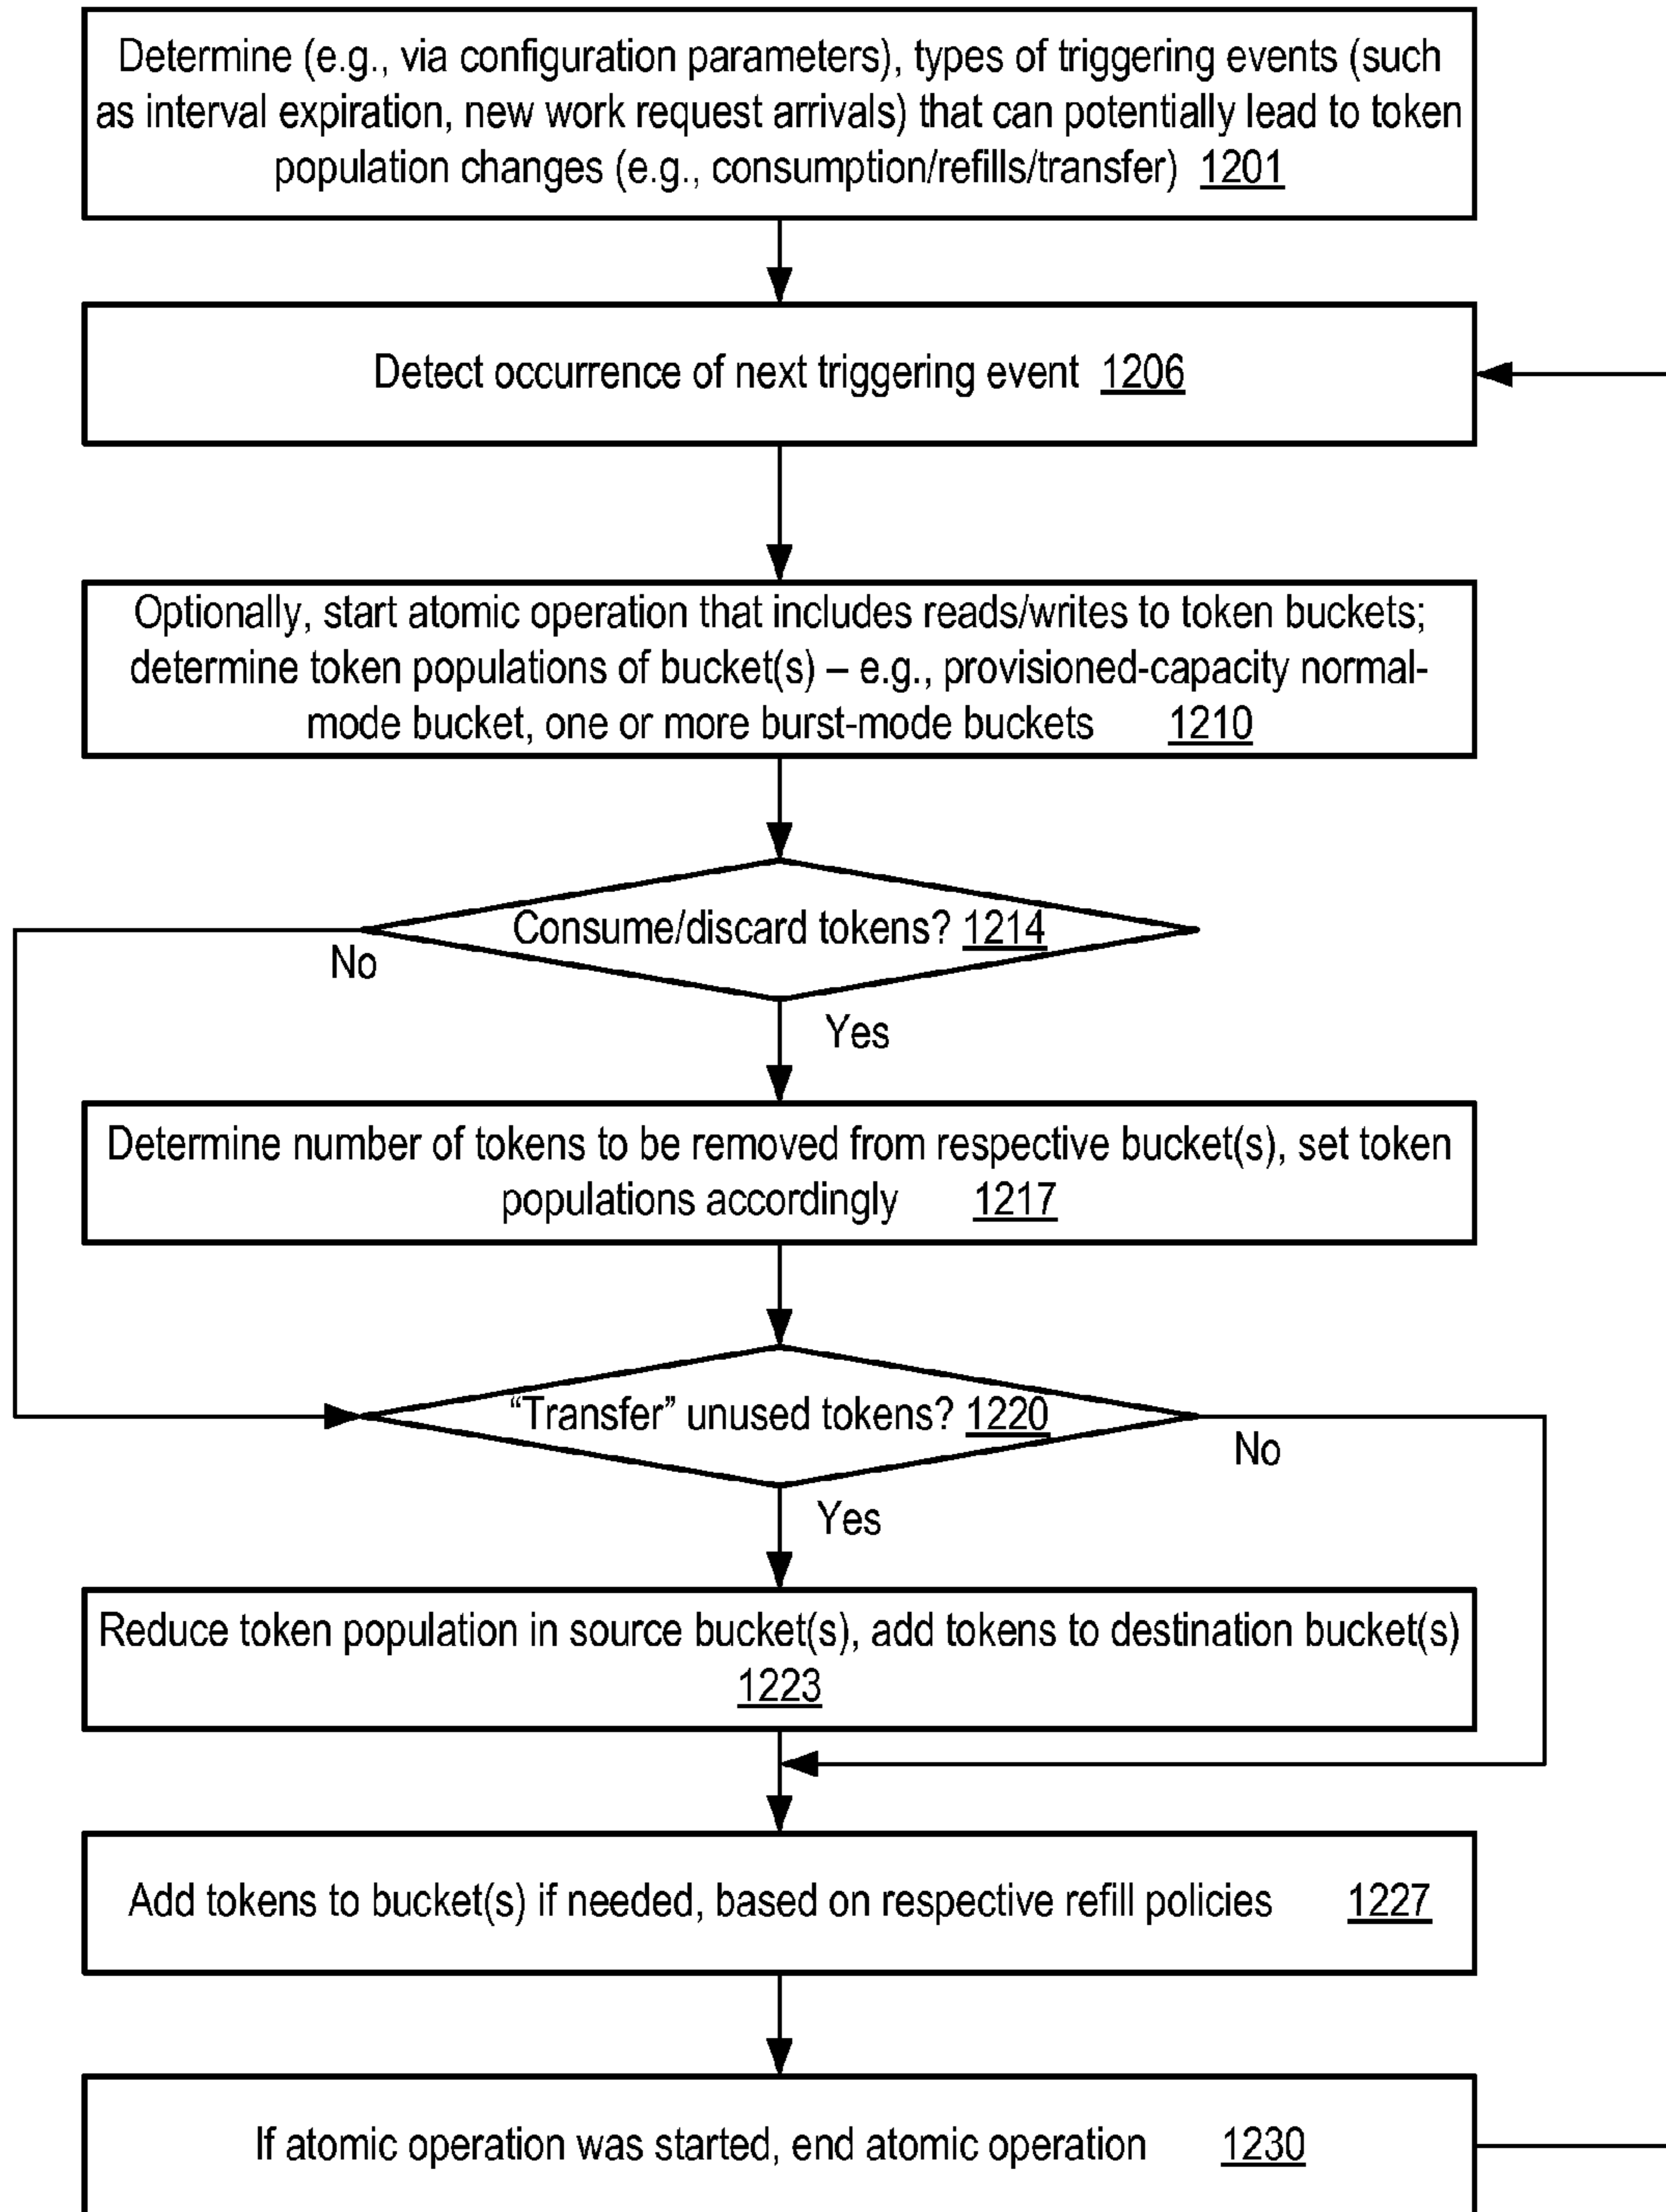 Determine (e.g., via configuration parameters), types of triggering events (such
as interval expiration, new work request arrivals) that can potentially lead to token
population changes (e.g., consumption/refills/transfer) 1201
Detect occurrence of next triggering event 1206
Optionally, start atomic operation that includes reads/writes to token buckets;
determine token populations of bucket(s) – e.g., provisioned-capacity normal-
mode bucket, one or more burst-mode buckets 1210
Consume/discard tokens? 1214
No
Yes
Determine number of tokens to be removed from respective bucket(s), set token
populations accordingly 1217
“Transfer” unused tokens? 1220
No
Yes
Reduce token population in source bucket(s), add tokens to destination bucket(s)
1223
Add tokens to bucket(s) if needed, based on respective refill policies 1227
If atomic operation was started, end atomic operation 1230